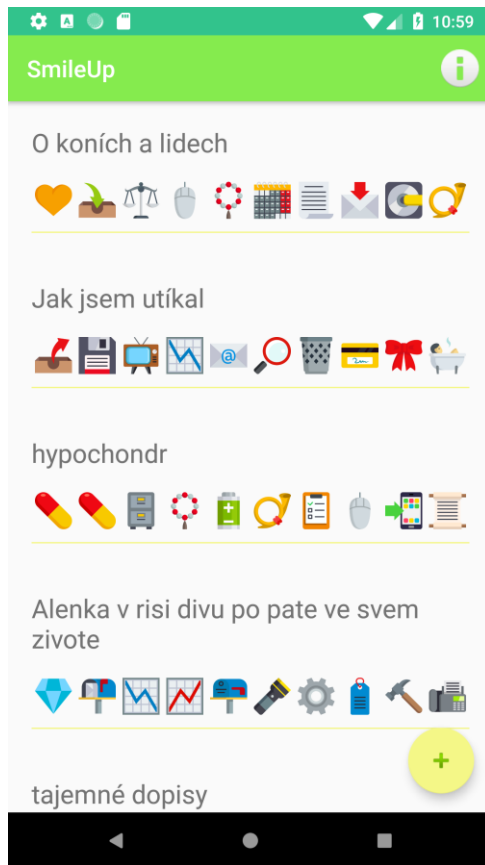 10:59
SmileUp
O koních a lidech
Jak jsem utíkal
hypochondr
Alenka v risi divu po pate ve svem
zivote
tajemné dopisy